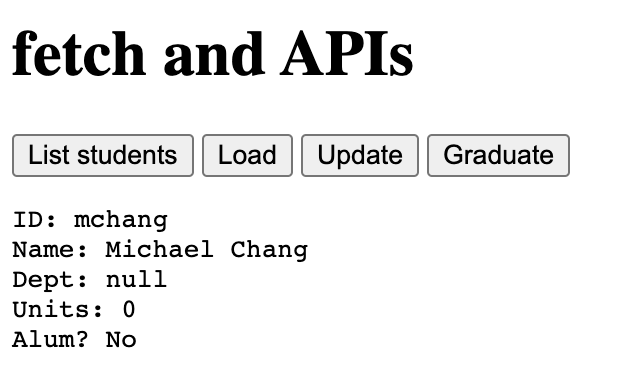 fetch and APIs
List students Load Update Graduate
ID: mchang
Name: Michael Chang
Dept: null
Units: 0
Alum? No